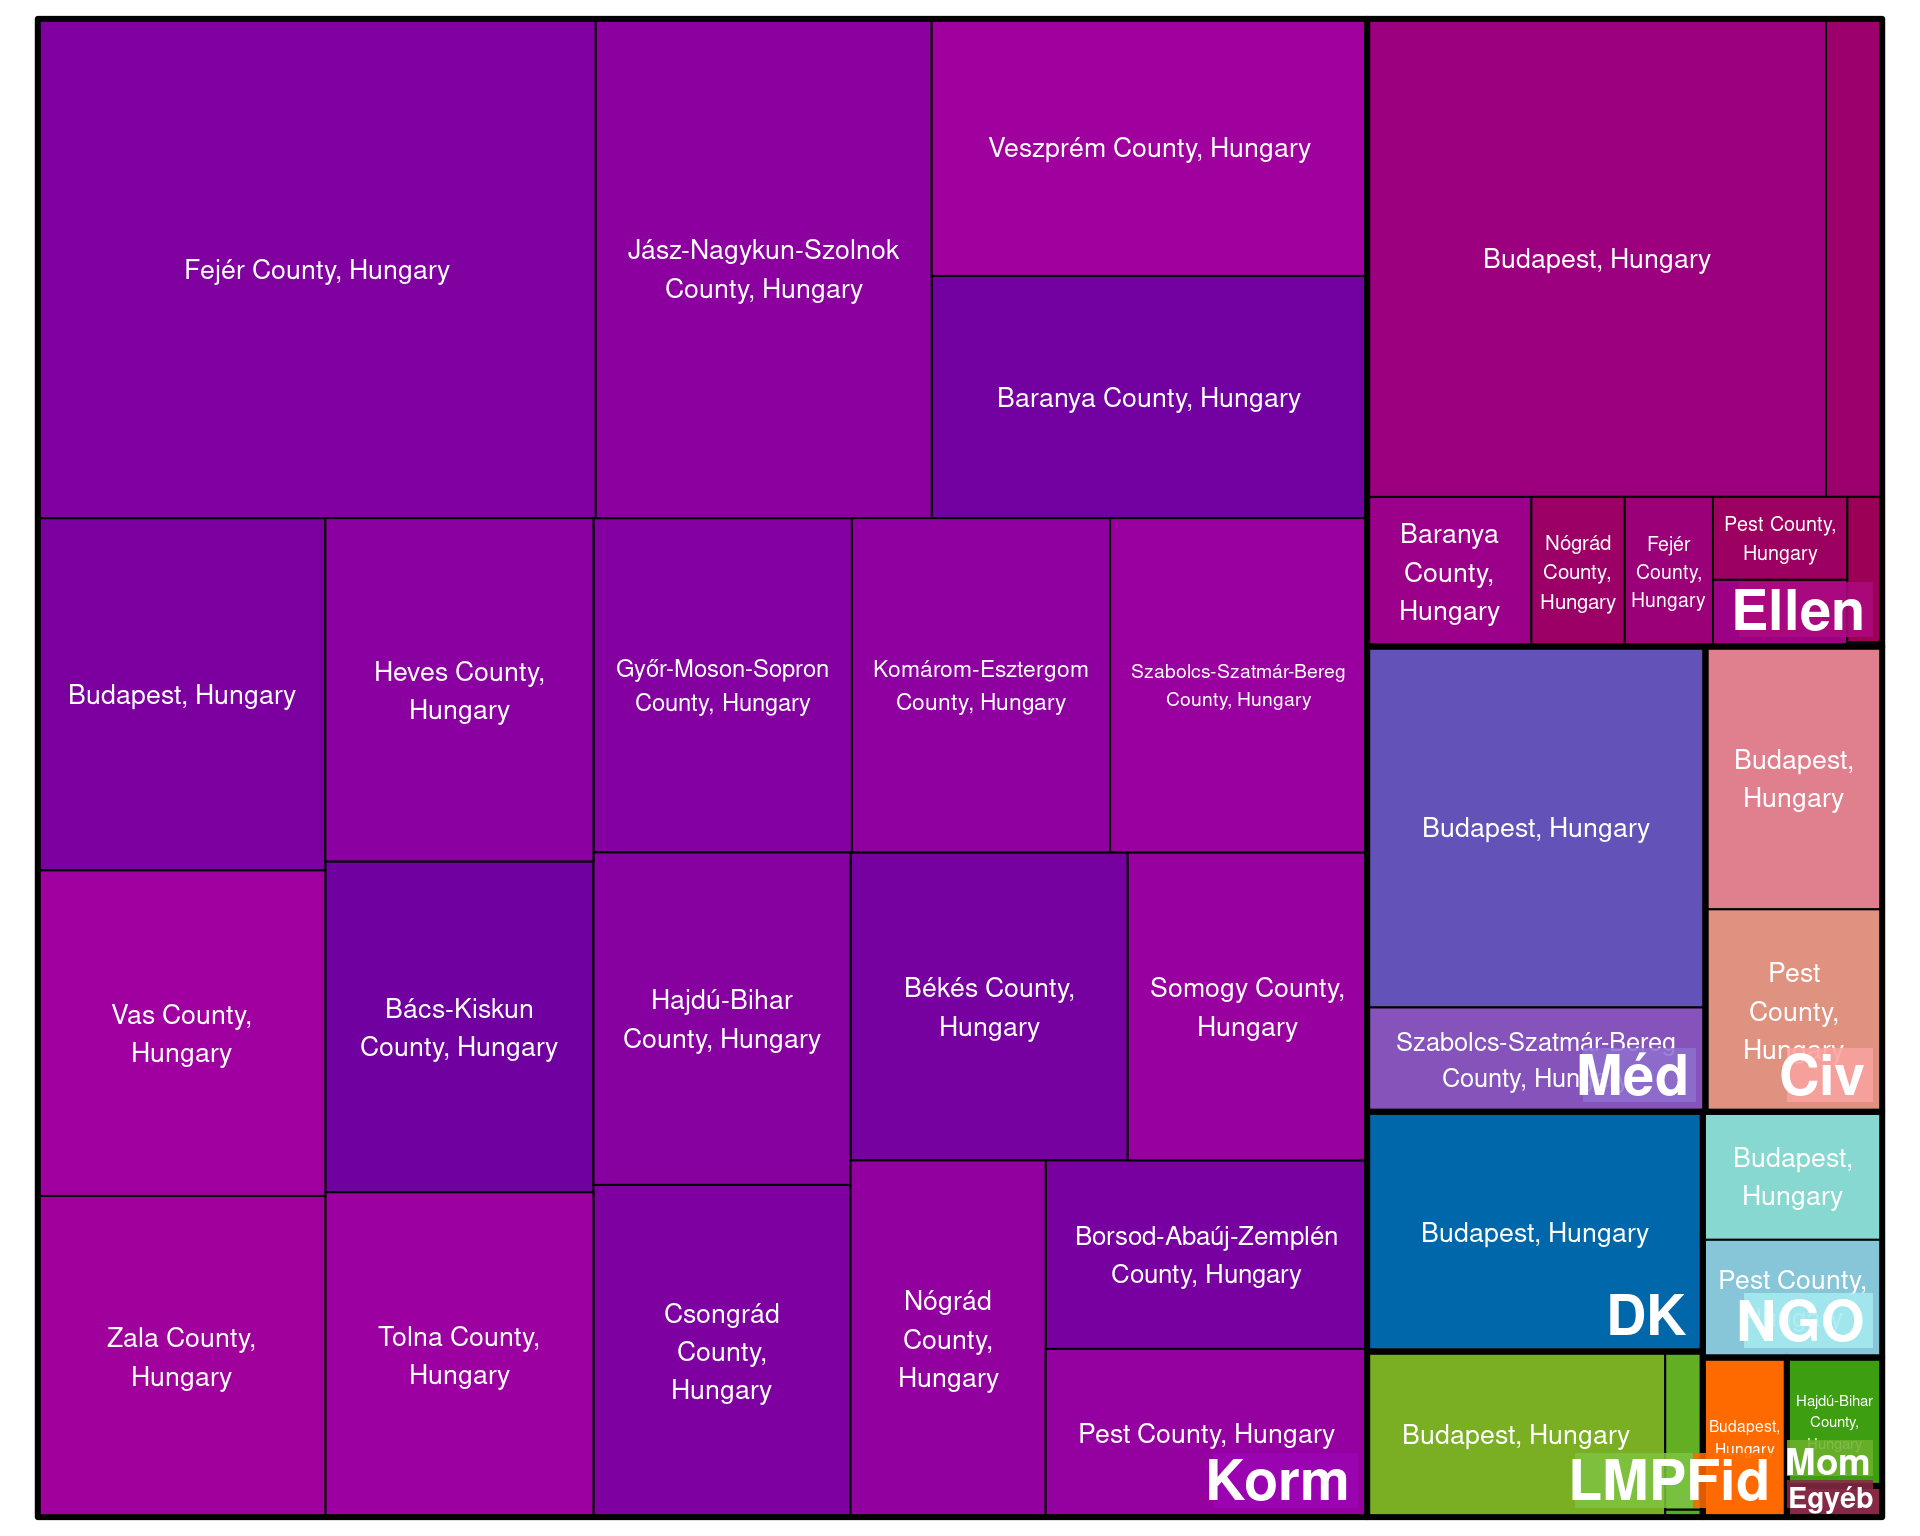 Fejér County, Hungary
Jász-Nagykun-Szolnok
County, Hungary
Veszprém County, Hungary
Baranya County, Hungary
Budapest, Hungary
Heves County,
Hungary
Győr-Moson-Sopron
County, Hungary
Komárom-Esztergom
County, Hungary
Szabolcs-Szatmár-Bereg
County, Hungary
Vas County,
Hungary
Bács-Kiskun
County, Hungary
Hajdú-Bihar
County, Hungary
Békés County,
Hungary
Somogy County,
Hungary
Zala County,
Hungary
Tolna County,
Hungary
Csongrád
County,
Hungary
Nógrád
County,
Hungary
Borsod-Abaúj-Zemplén
County, Hungary
Pest County, Hungary
Korm
Budapest, Hungary
Baranya
County,
Hungary
Nógrád
County,
Hungary
Fejér
County,
Hungary
Pest County,
Hungary
Ellen
Budapest, Hungary
Szabolcs-Szatmár-Bereg
County, Hun
Méd
Budapest,
Hungary
Pest
County,
Hungary
Civ
Budapest, Hungary
DK
Budapest,
Hungary
Pest County,
NGO
Budapest, Hungary
LMP
Budapest,
Hungary
Fid
Hajdú-Bihar
County,
Hungary
Mom
Egyéb